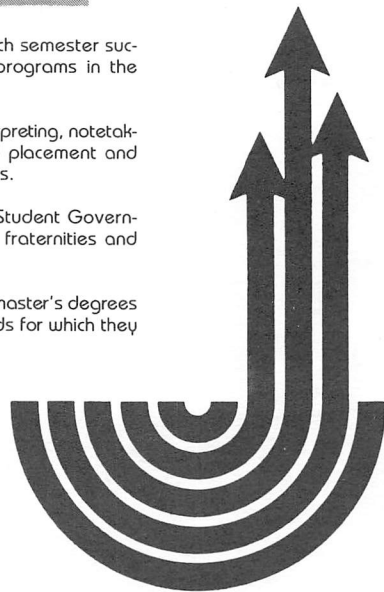 th semester suc-
programs in the
preting, notetak-
placement and
s.
Student Govern-
fraternities and
master's degrees
ds for which they